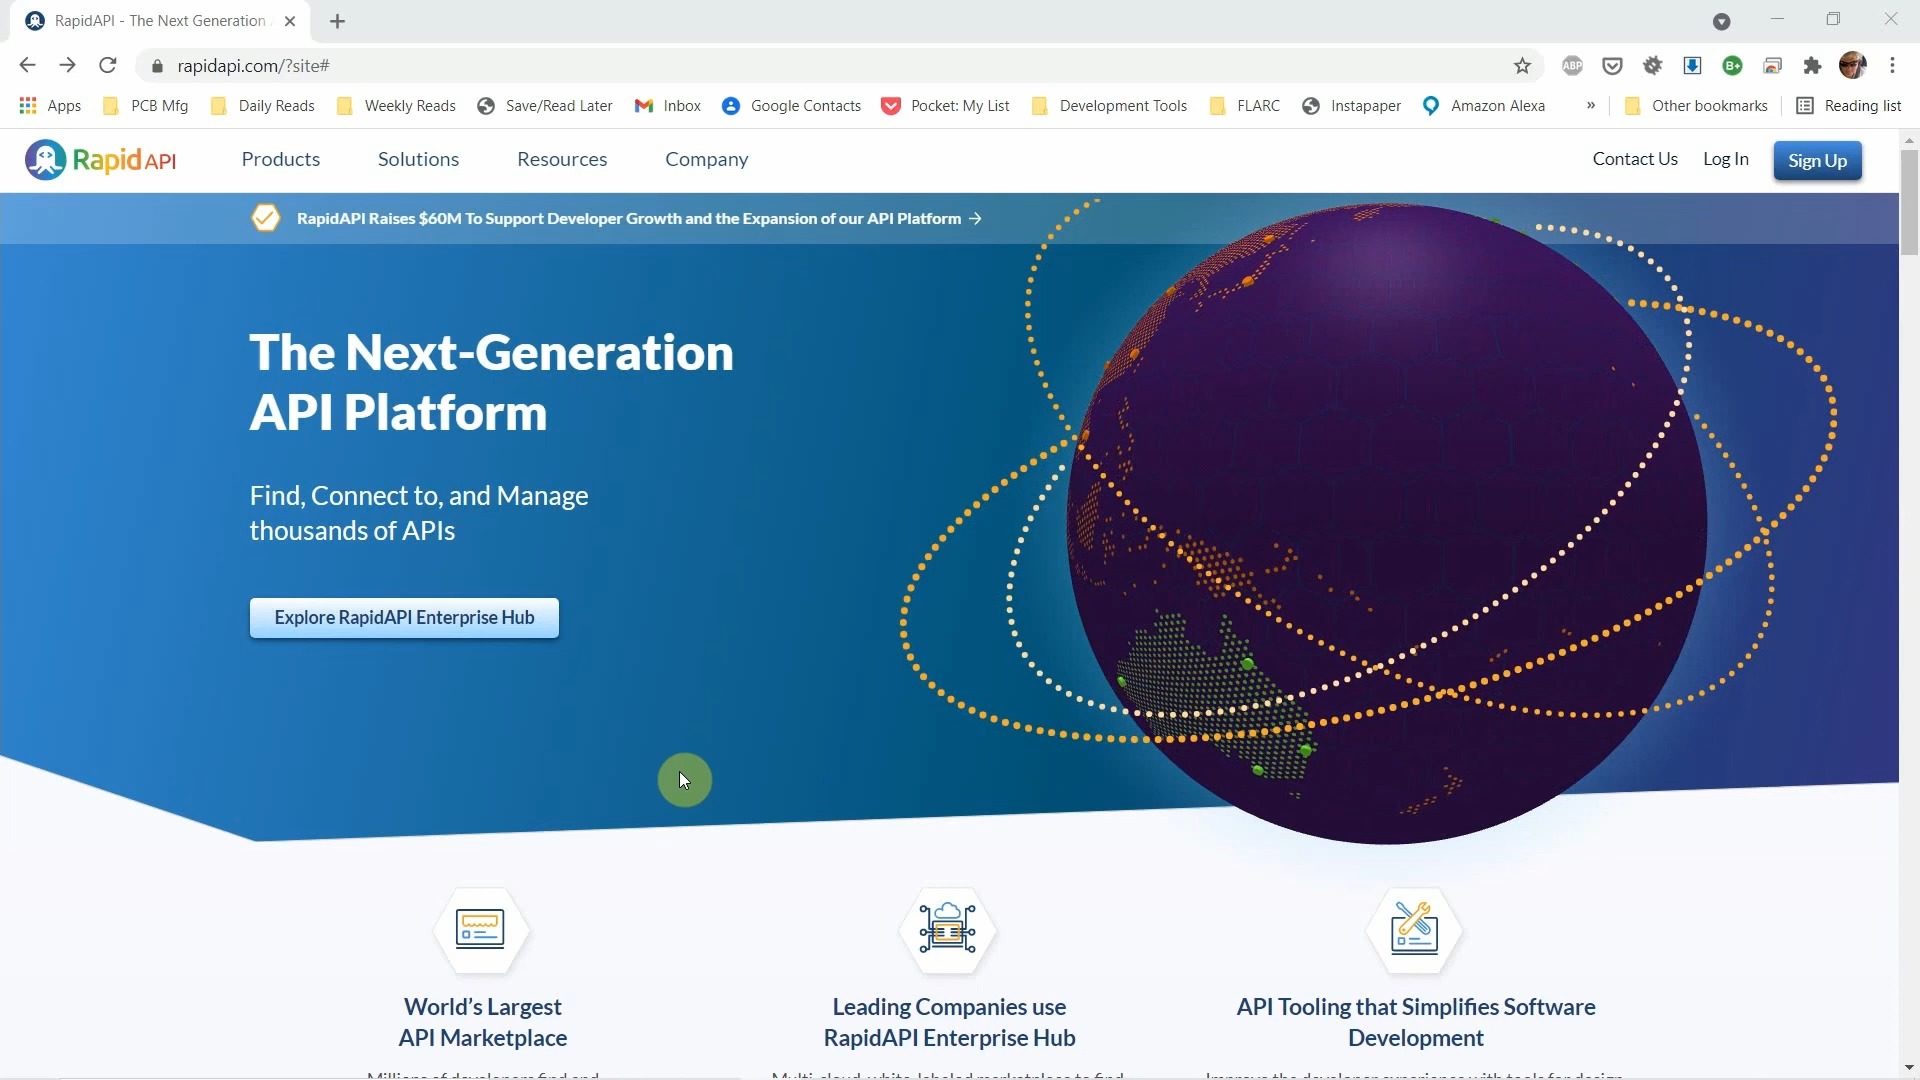 RapidAPI - The Next Generation
rapidapi.com/?site#
ABP
B+
Apps PCB Mfg Daily Reads Weekly Reads Save/Read Later Inbox Google Contacts Pocket: My List Development Tools FLARC Instapaper Amazon Alexa » Other bookmarks Reading list
Rapid API Products Solutions Resources Company Contact Us Log In Sign Up
RapidAPI Raises $60M To Support Developer Growth and the Expansion of our API Platform →
The Next-Generation
API Platform
Find, Connect to, and Manage
thousands of APIs
Explore RapidAPI Enterprise Hub
World's Largest
API Marketplace
Leading Companies use
RapidAPI Enterprise Hub
API Tooling that Simplifies Software
Development